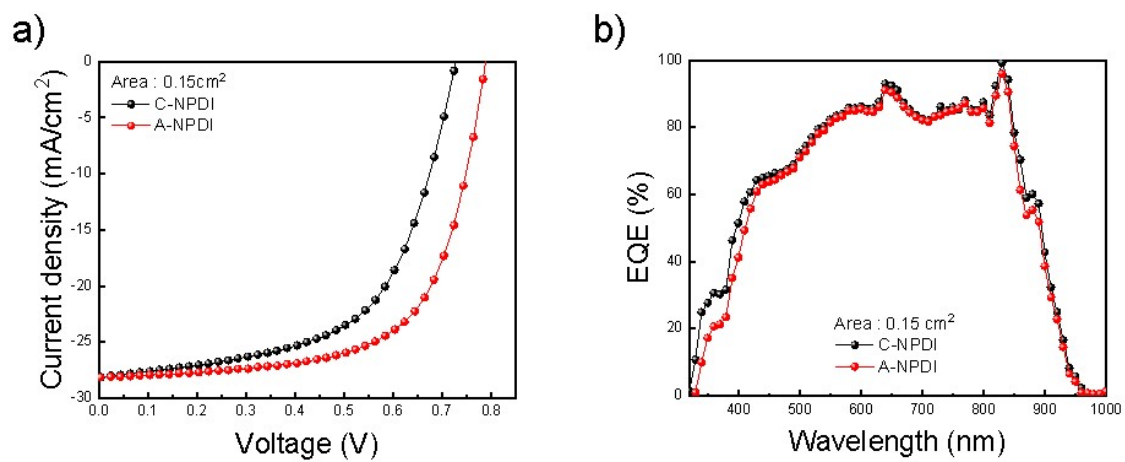 a)
Current density (mA/cm²)
0
-5
-10
-15
-20
-25
-30
Area : 0.15cm²
C-NPDI
A-NPDI
0.0 0.1 0.2 0.3 0.4 0.5 0.6 0.7 0.8
Voltage (V)
b)
EQE (%)
100
80
60
40
20
0
Area : 0.15 cm²
C-NPDI
A-NPDI
400 500 600 700 800 900 1000
Wavelength (nm)